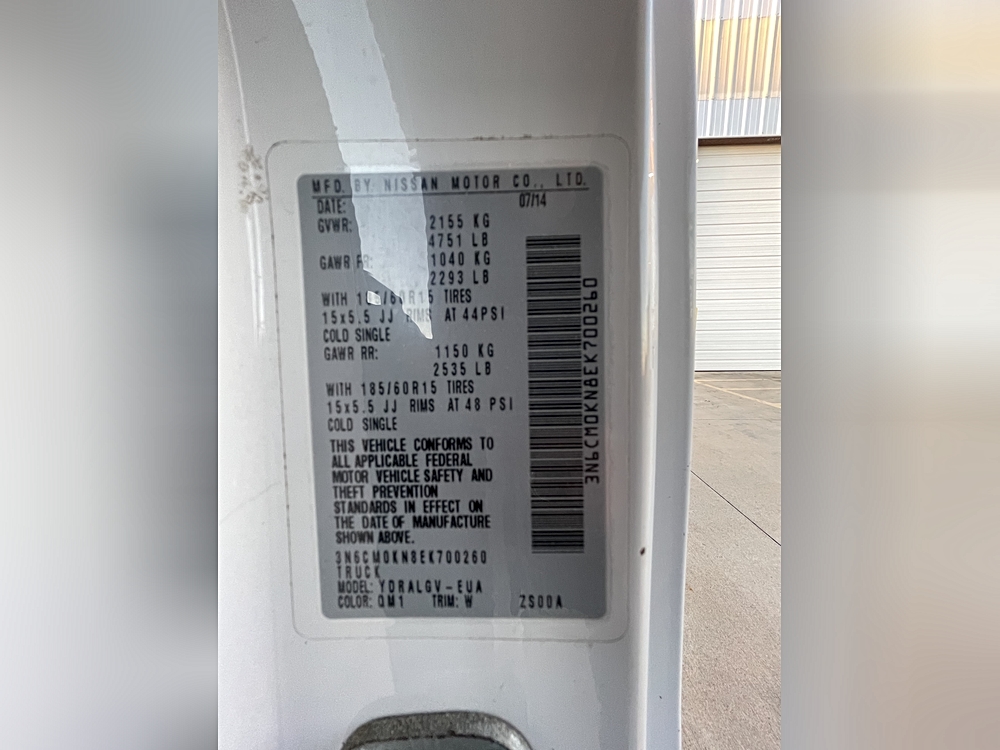 MFD. BY NISSAN MOTOR CO., LTD.
DATE: 07/14
GVWR: 2155 KG
4751 LB
GAWR FR: 1040 KG
2293 LB
WITH 185/60R15 TIRES
15x5.5 JJ RIMS AT 44PSI
COLD SINGLE
GAWR RR: 1150 KG
2535 LB
WITH 185/60R15 TIRES
15x5.5 JJ RIMS AT 48 PSI
COLD SINGLE
THIS VEHICLE CONFORMS TO
ALL APPLICABLE FEDERAL
MOTOR VEHICLE SAFETY AND
THEFT PREVENTION
STANDARDS IN EFFECT ON
THE DATE OF MANUFACTURE
SHOWN ABOVE.
3N6CM0KN8EK700260
TRUCK
MODEL: YDRALGV-EUA
COLOR: QM1 TRIM: W ZS00A
3N6CM0KN8EK700260